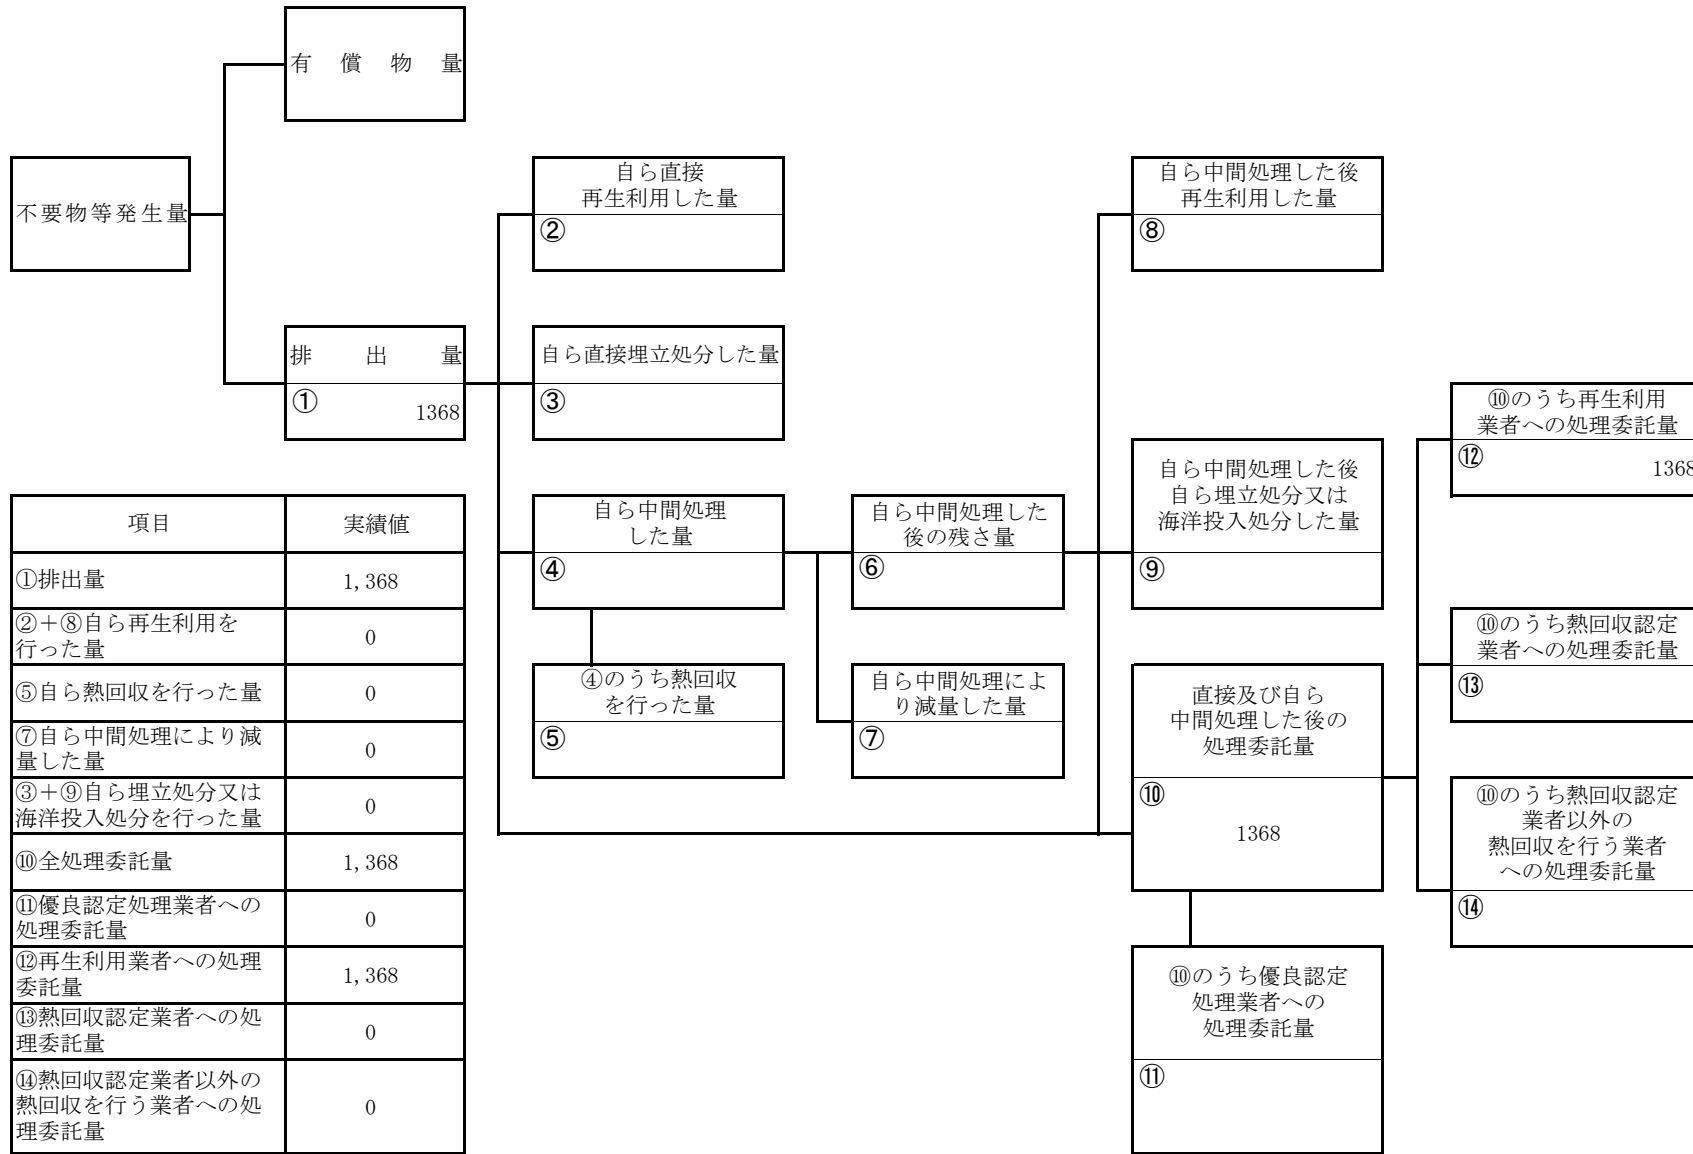 有償物量
不要物等発生量
自ら直接
再生利用した量
②
自ら中間処理した後
再生利用した量
⑧
排出量
①
1368
自ら直接埋立処分した量
③
⑩のうち再生利用
業者への処理委託量
⑫
1368
自ら中間処理
した量
④
自ら中間処理した
後の残さ量
⑥
自ら中間処理した後
自ら埋立処分又は
海洋投入処分した量
⑨
④のうち熱回収
を行った量
⑤
自ら中間処理によ
り減量した量
⑦
直接及び自ら
中間処理した後の
処理委託量
⑩
1368
⑩のうち熱回収認定
業者への処理委託量
⑬
⑩のうち熱回収認定
業者以外の
熱回収を行う業者
への処理委託量
⑭
⑩のうち優良認定
処理業者への
処理委託量
⑪
項目 実績値
①排出量 1,368
②＋⑧自ら再生利用を
行った量 0
⑤自ら熱回収を行った量 0
⑦自ら中間処理により減
量した量 0
③＋⑨自ら埋立処分又は
海洋投入処分を行った量 0
⑩全処理委託量 1,368
⑪優良認定処理業者への
処理委託量 0
⑫再生利用業者への処理
委託量 1,368
⑬熱回収認定業者への処
理委託量 0
⑭熱回収認定業者以外の
熱回収を行う業者への処
理委託量 0